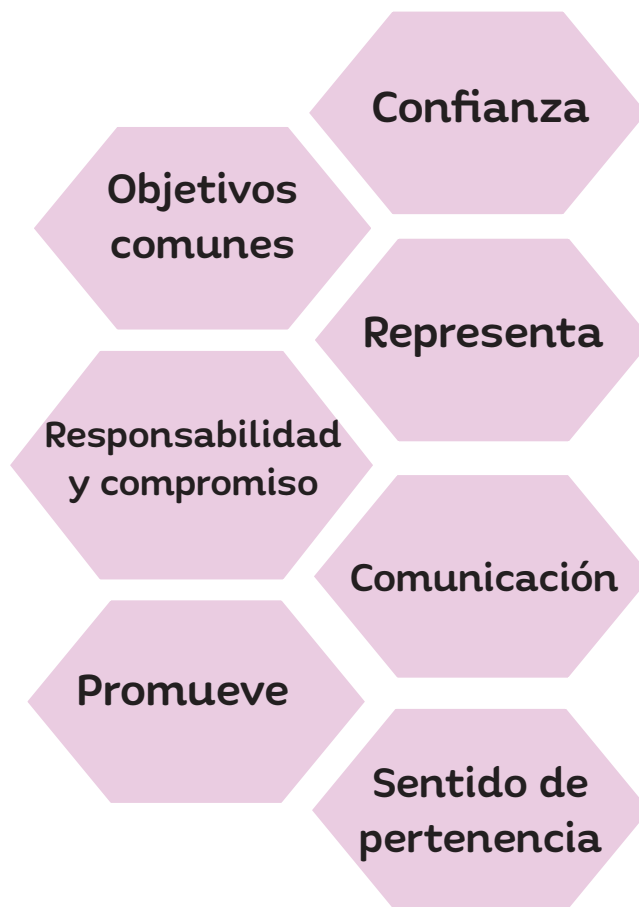 Confianza
Objetivos
comunes
Representa
Responsabilidad
y compromiso
Comunicación
Promueve
Sentido de
pertenencia